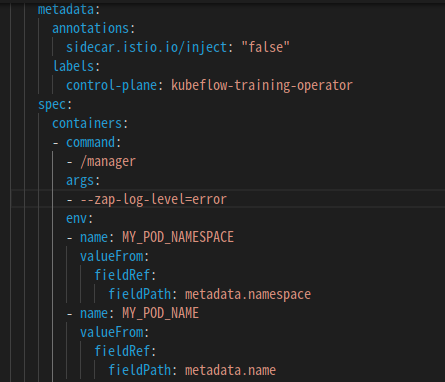 metadata:
annotations:
sidecar.istio.io/inject: "false"
labels:
control-plane: kubeflow-training-operator
spec:
containers:
- command:
- /manager
args:
- --zap-log-level=error
env:
- name: MY_POD_NAMESPACE
valueFrom:
fieldRef:
fieldPath: metadata.namespace
- name: MY_POD_NAME
valueFrom:
fieldRef:
fieldPath: metadata.name